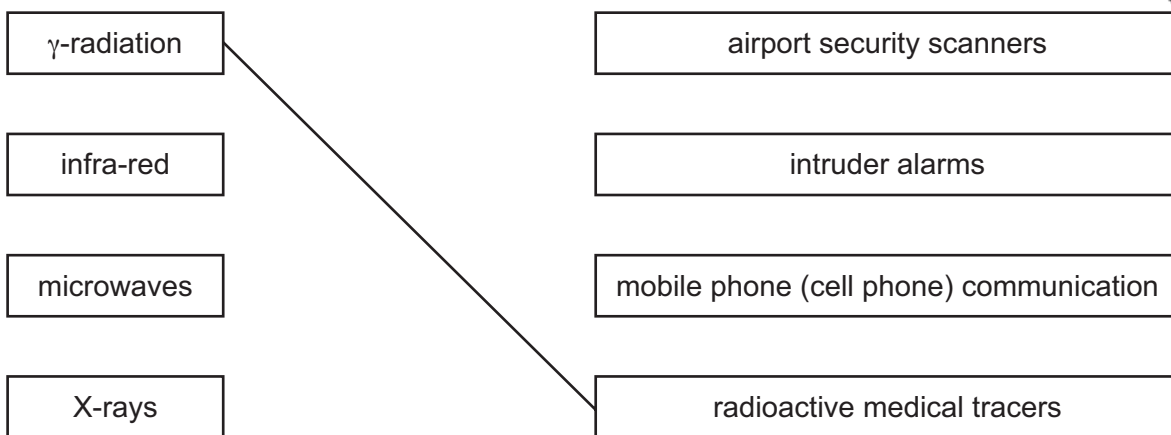 γ-radiation
airport security scanners
infra-red
intruder alarms
microwaves
mobile phone (cell phone) communication
X-rays
radioactive medical tracers